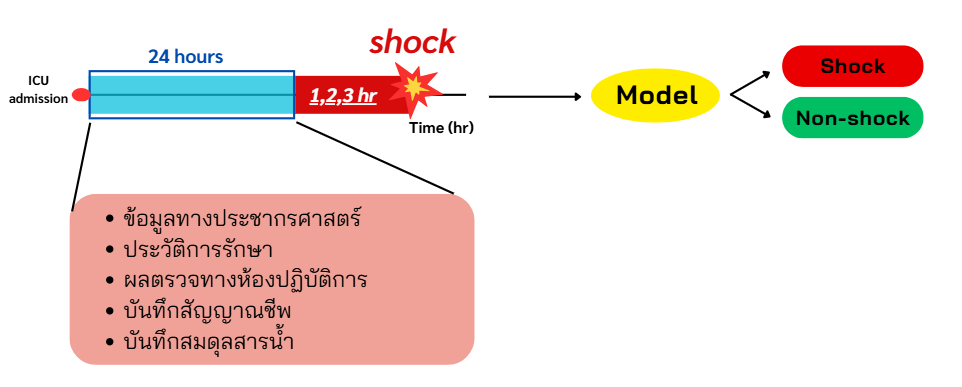 shock
24 hours
ICU
admission
1,2,3 hr
Time (hr)
Model
Shock
Non-shock
• ข้อมูลทางประชากรศาสตร์
• ประวัติการรักษา
• ผลตรวจทางห้องปฏิบัติการ
• บันทึกสัญญาณชีพ
• บันทึกสมดุลสารน้ำ